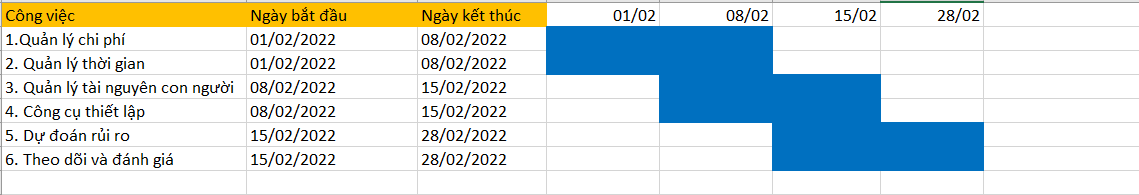 Công việc Ngày bắt đầu Ngày kết thúc 01/02 08/02 15/02 28/02
1.Quản lý chi phí 01/02/2022 08/02/2022
2. Quản lý thời gian 01/02/2022 08/02/2022
3. Quản lý tài nguyên con người 08/02/2022 15/02/2022
4. Công cụ thiết lập 08/02/2022 15/02/2022
5. Dự đoán rủi ro 15/02/2022 28/02/2022
6. Theo dõi và đánh giá 15/02/2022 28/02/2022